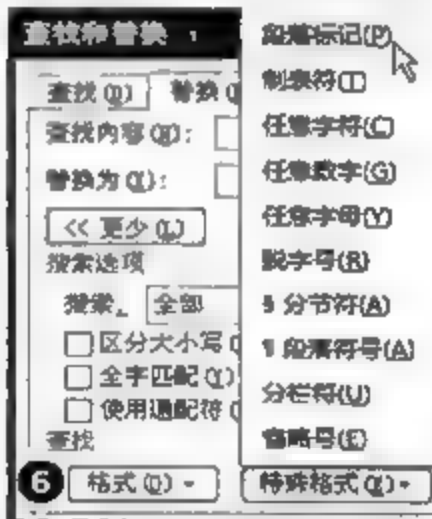 查找和替换
查找(D) 替换
查找内容(N):
替换为(I):
<< 更少(L)
搜索选项
搜索: 全部
区分大小写
全字匹配(Y)
使用通配符
查找
6 格式(O)
段落标记(P)
制表符(T)
任意字符(C)
任意数字(G)
任意字母(Y)
脱字号(R)
§ 分节符(A)
¶ 段落符号(A)
分栏符(U)
省略号(E)
特殊格式(E)